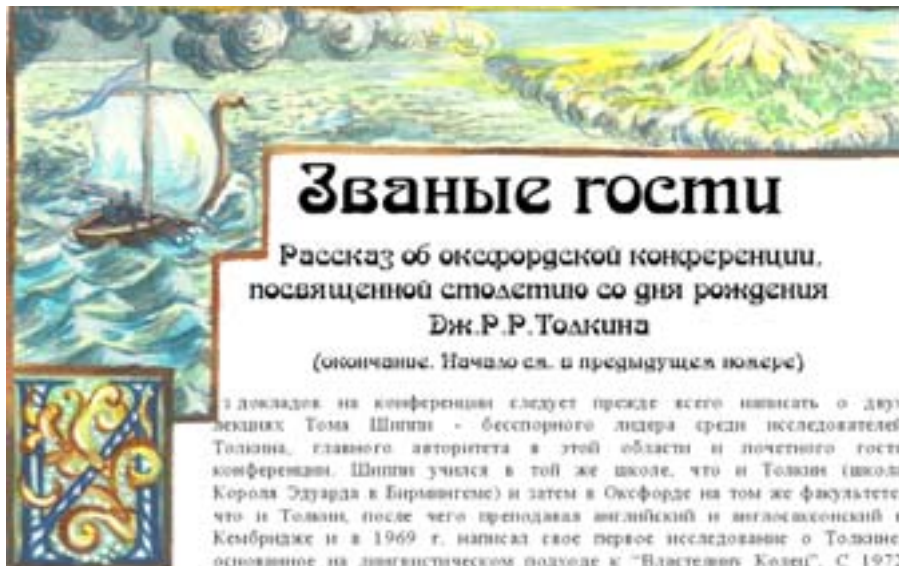 Званые гости
Рассказ об оксфордской конференции,
посвященной столетию со дня рождения
Дж.Р.Р.Толкина
(окончание. Начало см. в предыдущем номере)
Из докладов на конференции следует прежде всего написать о двух
лекциях Тома Шиппи - бесспорного лидера среди исследователей
Толкина, главного авторитета в этой области и почетного гостя
конференции. Шиппи учился в той же школе, что и Толкин (школа
Короля Эдуарда в Бирмингеме) и затем в Оксфорде на том же факультете,
что и Толкин, после чего преподавал английский и англосаксонский в
Кембридже и в 1969 г. написал свое первое исследование о Толкине,
основанное на лингвистическом подходе к "Властелину Колец". С 1972